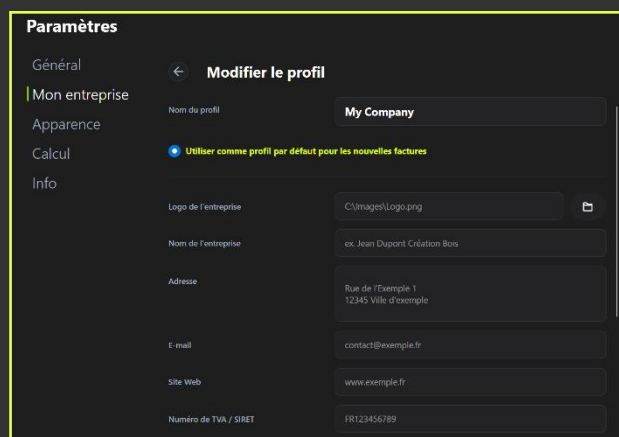 Paramètres
Général
Mon entreprise
Apparence
Calcul
Info
Modifier le profil
Nom du profil
My Company
Utiliser comme profil par défaut pour les nouvelles factures
Logo de l'entreprise
C:\Images\Logo.png
Nom de l'entreprise
ex. Jean Dupont Création Bois
Adresse
Rue de l'Exemple 1
12345 Ville d'exemple
E-mail
contact@exemple.fr
Site Web
www.exemple.fr
Numéro de TVA / SIRET
FR123456789